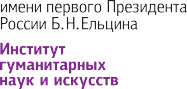 имени первого Президента
России Б.Н.Ельцина
Институт
гуманитарных
наук и искусств